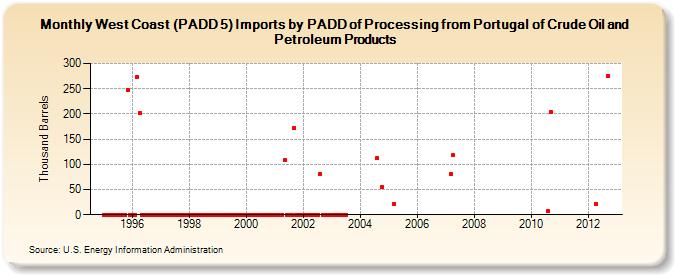 Monthly West Coast (PADD 5) Imports by PADD of Processing from Portugal of Crude Oil and
Petroleum Products
Thousand Barrels
300
250
200
150
100
50
0
1996 1998 2000 2002 2004 2006 2008 2010 2012
Source: U.S. Energy Information Administration